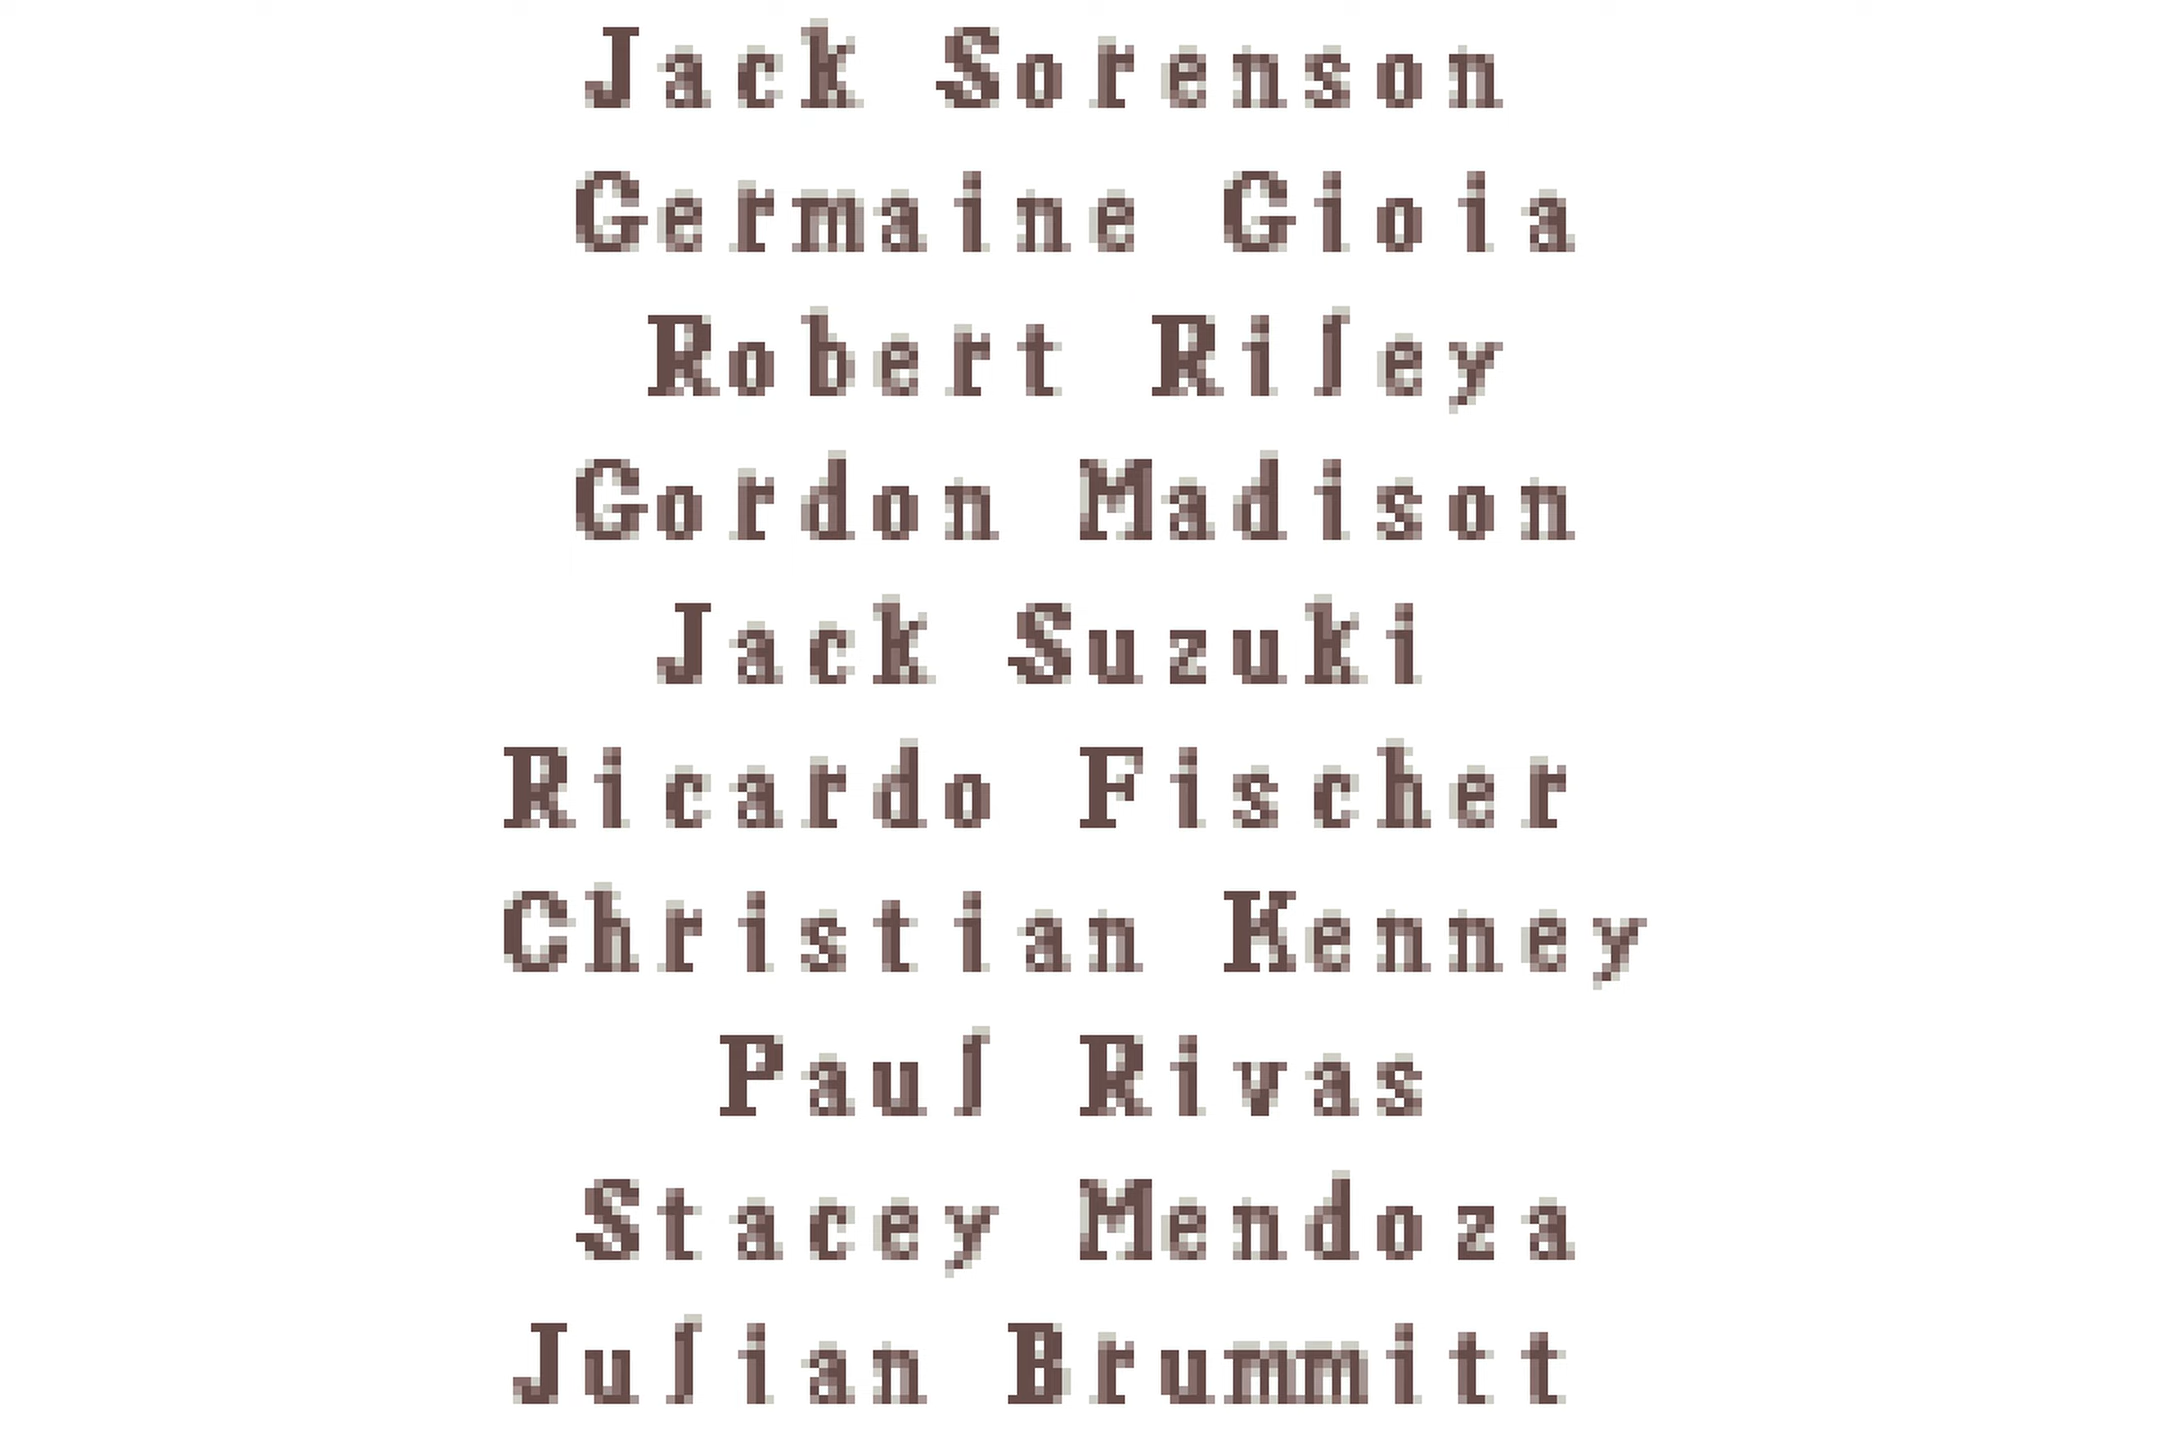 Jack Sorenson
Germaine Gioia
Robert Riley
Gordon Madison
Jack Suzuki
Ricardo Fischer
Christian Kenney
Paul Rivas
Stacey Mendoza
Julian Brummitt